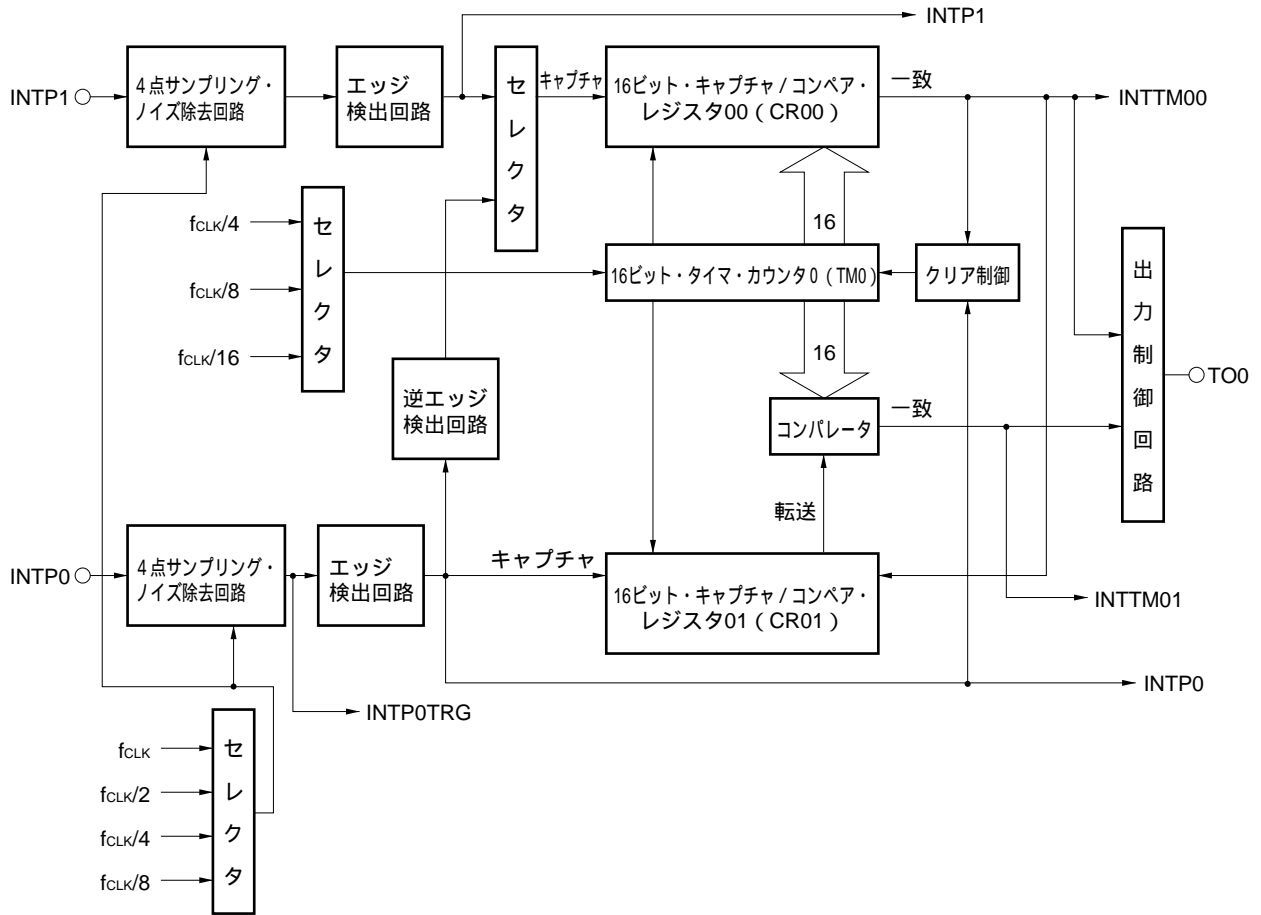 INTP1
INTP1
4点サンプリング・
ノイズ除去回路
エッジ
検出回路
セレクタ
キャプチャ
16ビット・キャプチャ/コンペア・
レジスタ00(CR00)
一致
INTTM00
fCLK/4
fCLK/8
fCLK/16
セレクタ
16
16ビット・タイマ・カウンタ0(TM0)
クリア制御
16
出力制御回路
TO0
逆エッジ
検出回路
コンパレータ
一致
転送
INTP0
4点サンプリング・
ノイズ除去回路
エッジ
検出回路
キャプチャ
16ビット・キャプチャ/コンペア・
レジスタ01(CR01)
INTTM01
INTP0
INTP0TRG
fCLK
fCLK/2
fCLK/4
fCLK/8
セレクタ